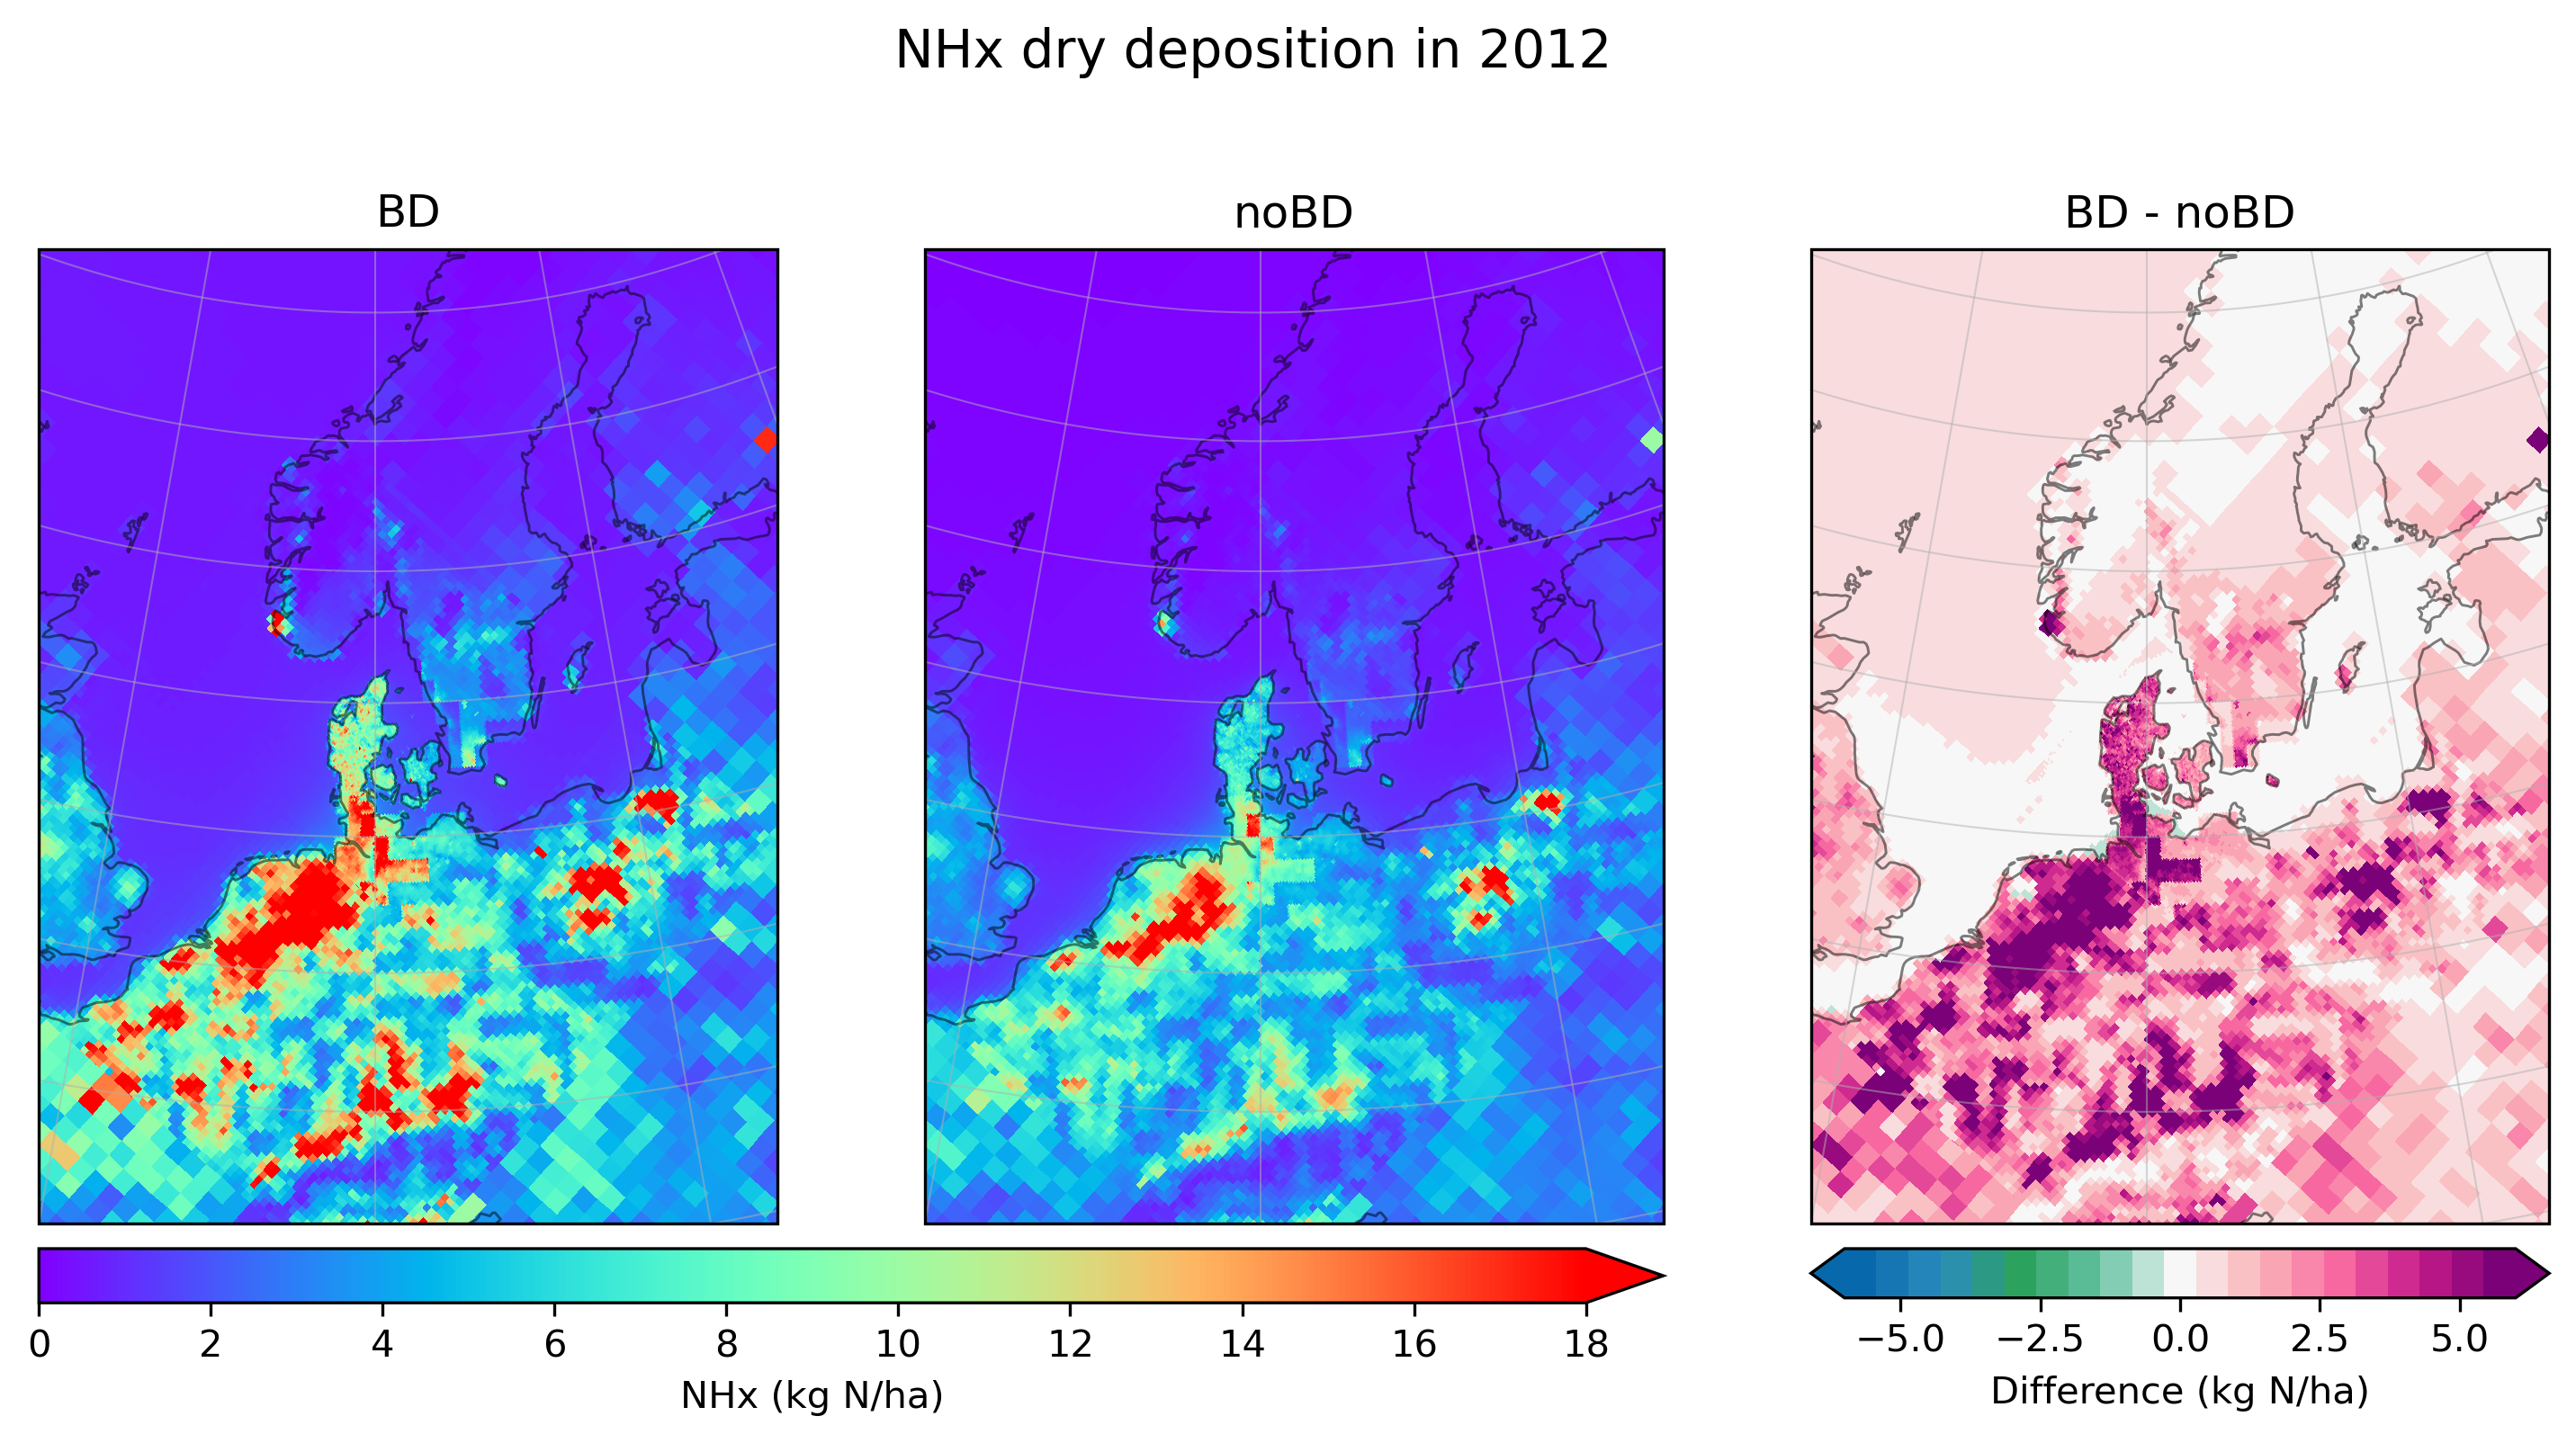 NHx dry deposition in 2012
BD
noBD
BD - noBD
0 2 4 6 8 10 12 14 16 18
NHx (kg N/ha)
−5.0 −2.5 0.0 2.5 5.0
Difference (kg N/ha)